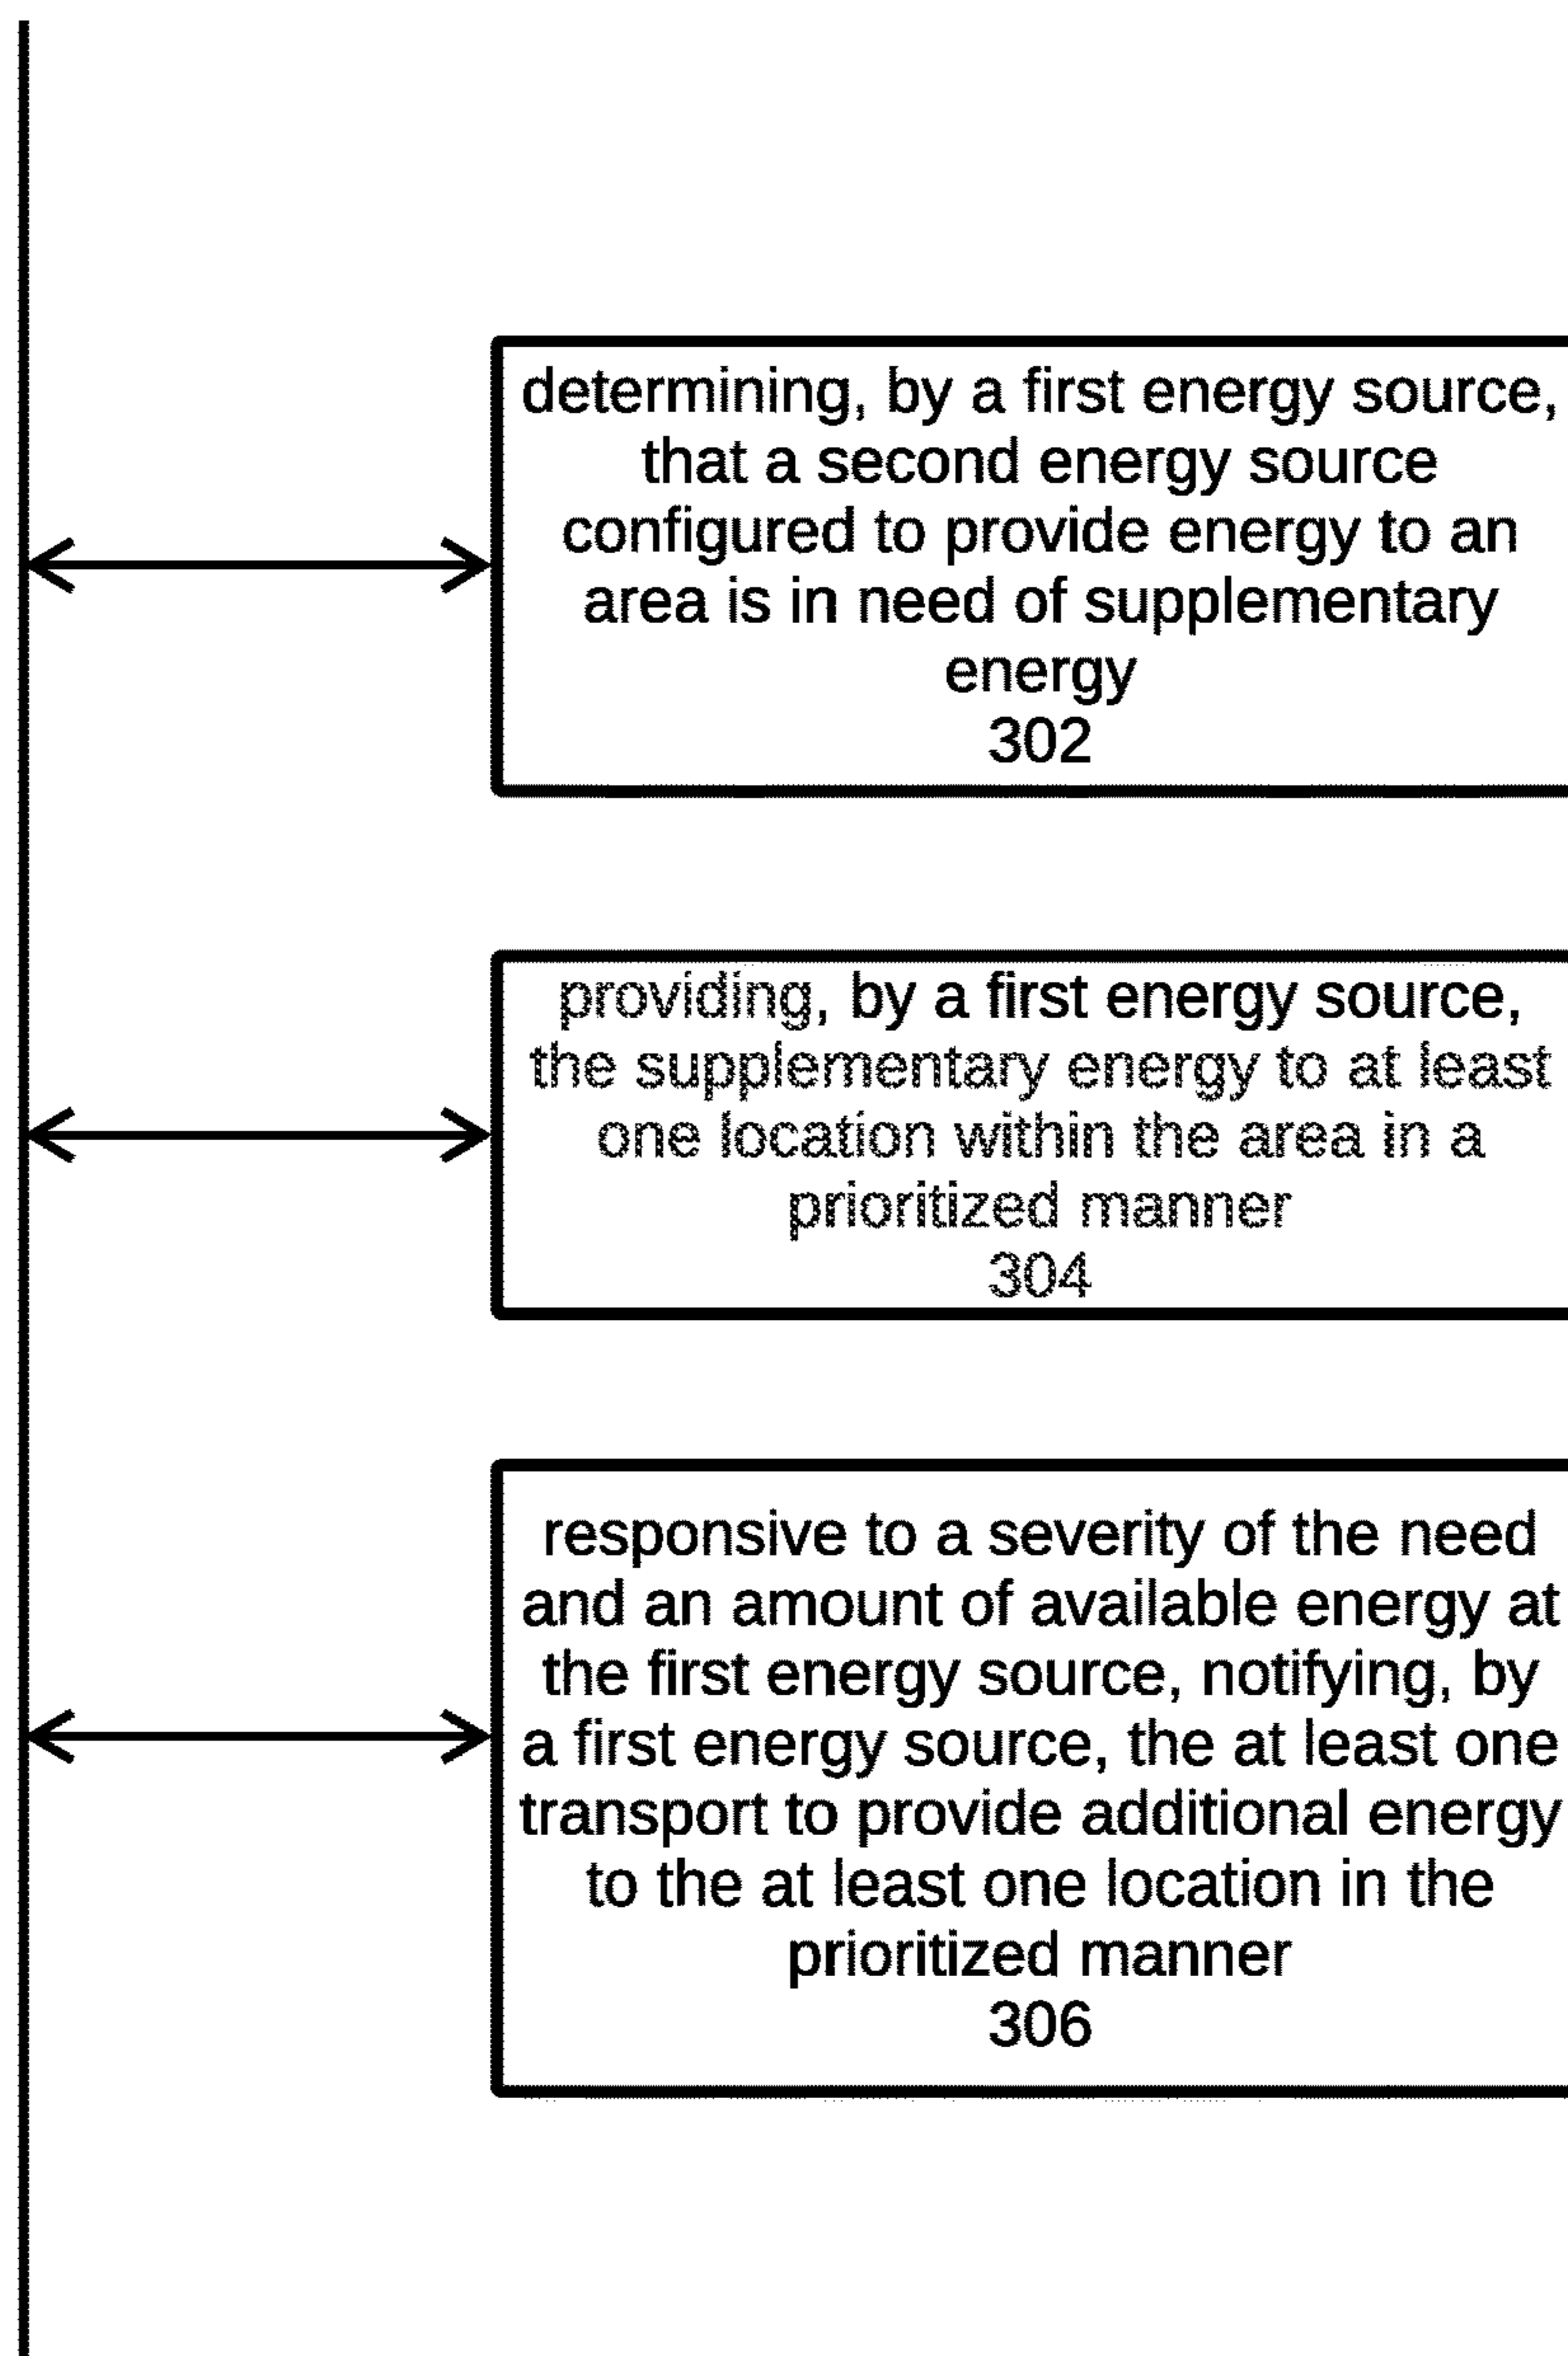 determining, by a first energy source,
that a second energy source
configured to provide energy to an
area is in need of supplementary
energy
302
providing, by a first energy source,
the supplementary energy to at least
one location within the area in a
prioritized manner
304
responsive to a severity of the need
and an amount of available energy at
the first energy source, notifying, by
a first energy source, the at least one
transport to provide additional energy
to the at least one location in the
prioritized manner
306